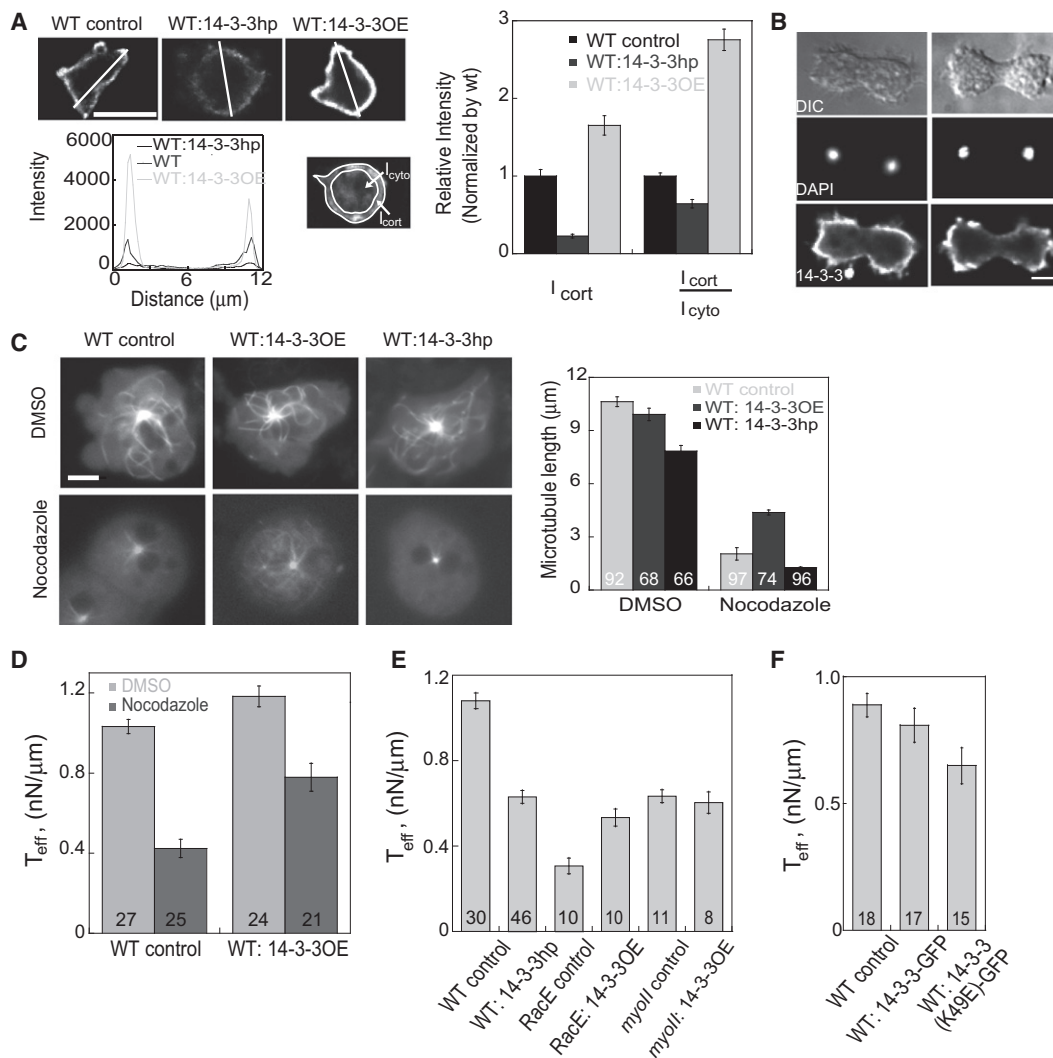 A
WT control
WT:14-3-3hp
WT:14-3-3OE
6000
4000
2000
0
Intensity
WT:14-3-3hp
WT
WT:14-3-3OE
0
6
12
Distance (μm)
Icyto
Icort
3
2
1
0
Relative Intensity
(Normalized by wt)
WT control
WT:14-3-3hp
WT:14-3-3OE
I cort
I cort
I cyto
B
DIC
DAPI
14-3-3
C
WT control
WT:14-3-3OE
WT:14-3-3hp
DMSO
Nocodazole
12
9
6
3
0
Microtubule length (μm)
WT control
WT: 14-3-3OE
WT: 14-3-3hp
92
68
66
97
74
96
DMSO
Nocodazole
D
DMSO
Nocodazole
1.2
0.8
0.4
0
Teff, (nN/μm)
27
25
24
21
WT control
WT: 14-3-3OE
E
1.2
0.8
0.4
0
Teff, (nN/μm)
30
46
10
10
11
8
WT control
WT: 14-3-3hp
RacE control
RacE: 14-3-3OE
myoII control
myoII: 14-3-3OE
F
1.0
0.5
0
Teff, (nN/μm)
18
17
15
WT control
WT: 14-3-3-GFP
WT: 14-3-3
(K49E)-GFP